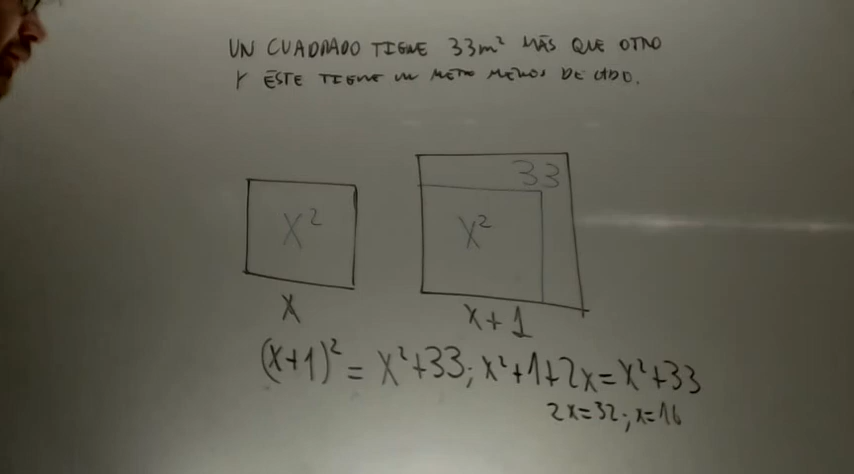 UN CUADRADO TIENE 33m² MÁS QUE OTRO
Y ÉSTE TIENE UN METRO MENOS DE LADO.
33
X²
X²
X
x+1
(x+1)² = X²+33; x²+1+2x=x²+33
2x=32; x=16